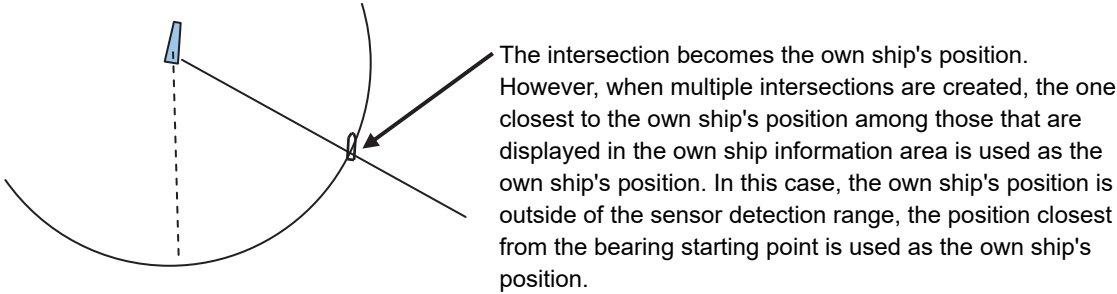 The intersection becomes the own ship's position.
However, when multiple intersections are created, the one
closest to the own ship's position among those that are
displayed in the own ship information area is used as the
own ship's position. In this case, the own ship's position is
outside of the sensor detection range, the position closest
from the bearing starting point is used as the own ship's
position.